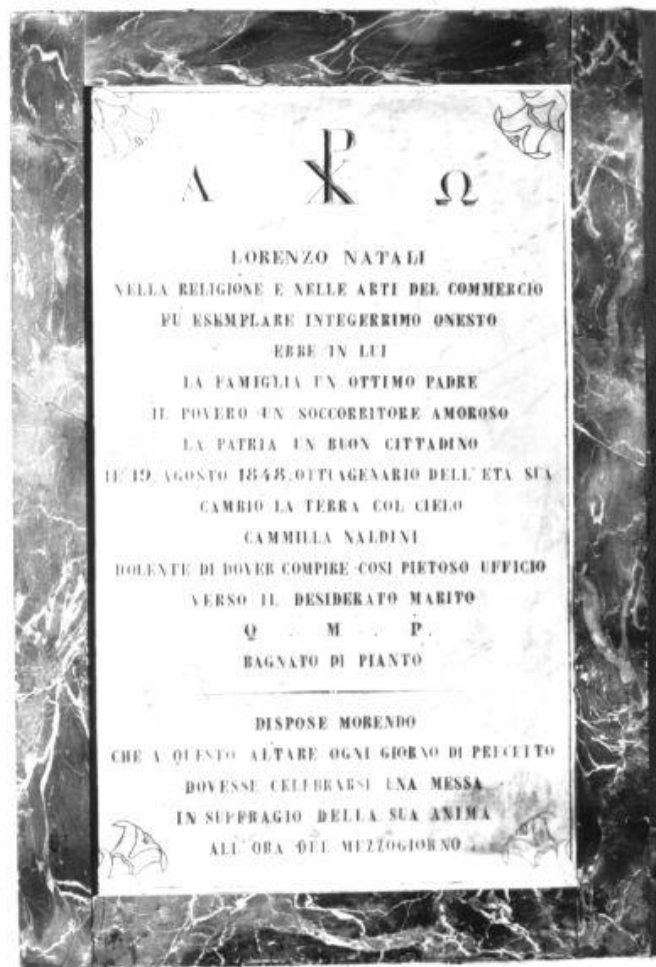 Α ☧ Ω
LORENZO NATALI
NELLA RELIGIONE E NELLE ARTI DEL COMMERCIO
FU ESEMPLARE INTEGERRIMO ONESTO
EBBE IN LUI
LA FAMIGLIA UN OTTIMO PADRE
IL POVERO UN SOCCORRITORE AMOROSO
LA PATRIA UN BUON CITTADINO
IL 19. AGOSTO 1848. OTTUAGENARIO DELL'ETÀ SUA
CAMBIO LA TERRA COL CIELO
CAMMILLA NALDINI
DOLENTE DI DOVER COMPIRE COSI PIETOSO UFFICIO
VERSO IL DESIDERATO MARITO
Q . M . P.
BAGNATO DI PIANTO
DISPOSE MORENDO
CHE A QUESTO ALTARE OGNI GIORNO DI PRECETTO
DOVESSE CELEBRARSI UNA MESSA
IN SUFFRAGIO DELLA SUA ANIMA
ALL'ORA DEL MEZZOGIORNO